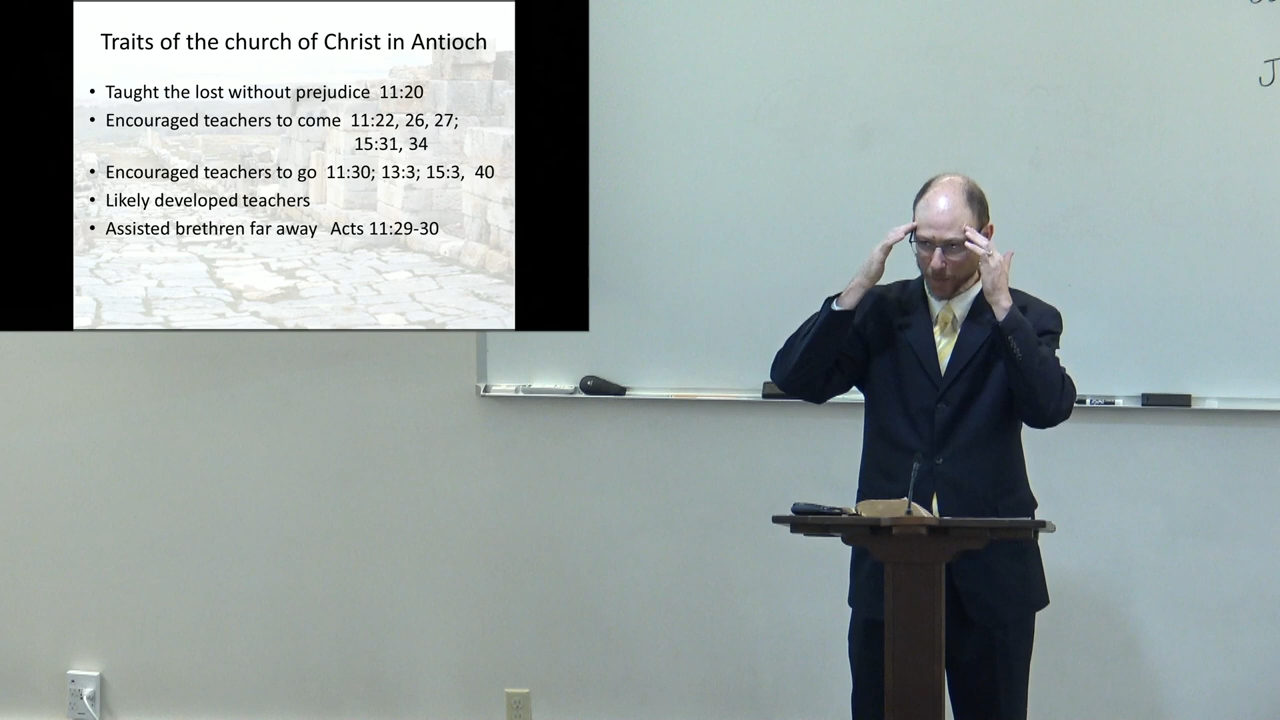 Traits of the church of Christ in Antioch
• Taught the lost without prejudice 11:20
• Encouraged teachers to come 11:22, 26, 27;
15:31, 34
• Encouraged teachers to go 11:30; 13:3; 15:3, 40
• Likely developed teachers
• Assisted brethren far away Acts 11:29-30
J